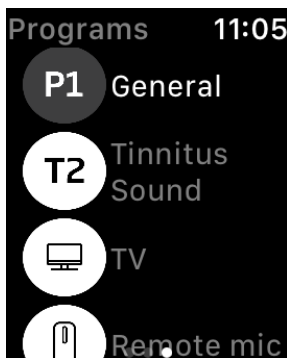 Programs 11:05
P1 General
T2 Tinnitus
Sound
TV
Remote mic